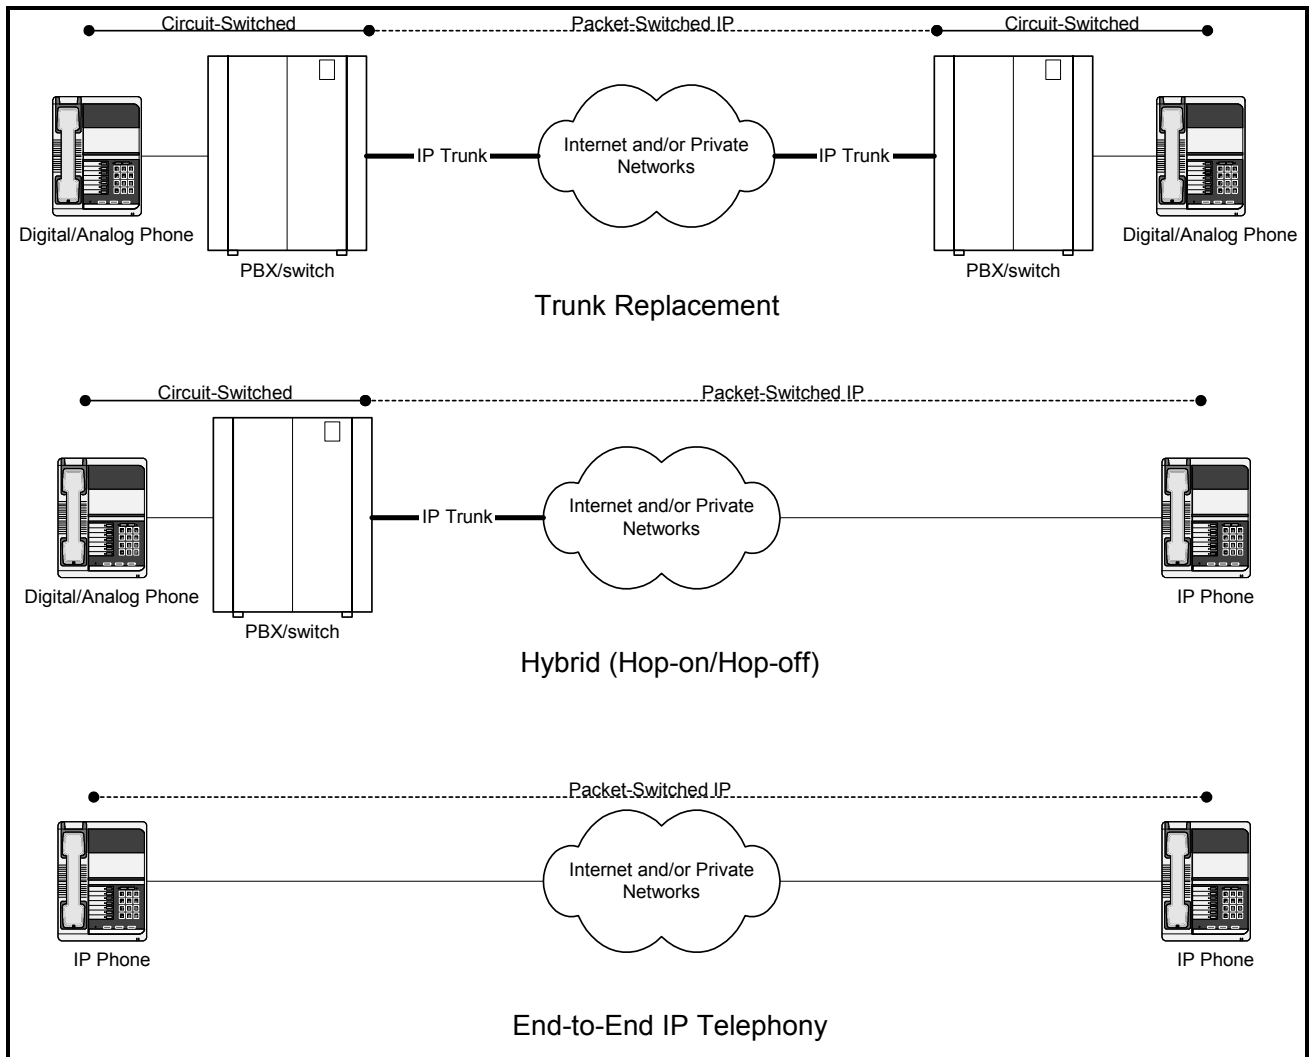 Circuit-Switched
Packet-Switched IP
Circuit-Switched
IP Trunk
Internet and/or Private
Networks
IP Trunk
Digital/Analog Phone
Digital/Analog Phone
PBX/switch
PBX/switch
Trunk Replacement
Circuit-Switched
Packet-Switched IP
IP Trunk
Internet and/or Private
Networks
Digital/Analog Phone
IP Phone
PBX/switch
Hybrid (Hop-on/Hop-off)
Packet-Switched IP
Internet and/or Private
Networks
IP Phone
IP Phone
End-to-End IP Telephony